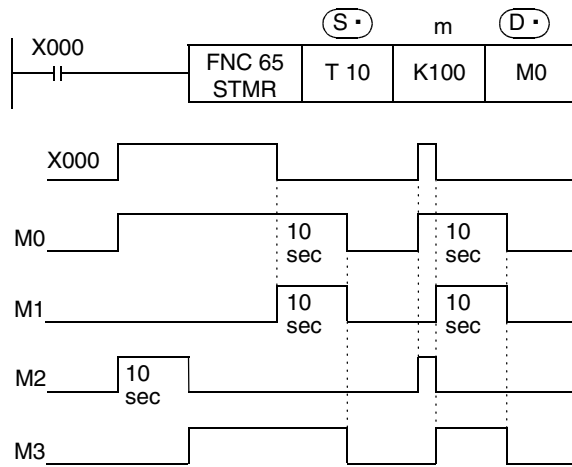 S· m D·
X000
FNC 65 STMR T 10 K100 M0
X000
M0 10 sec 10 sec
M1 10 sec 10 sec
M2 10 sec
M3